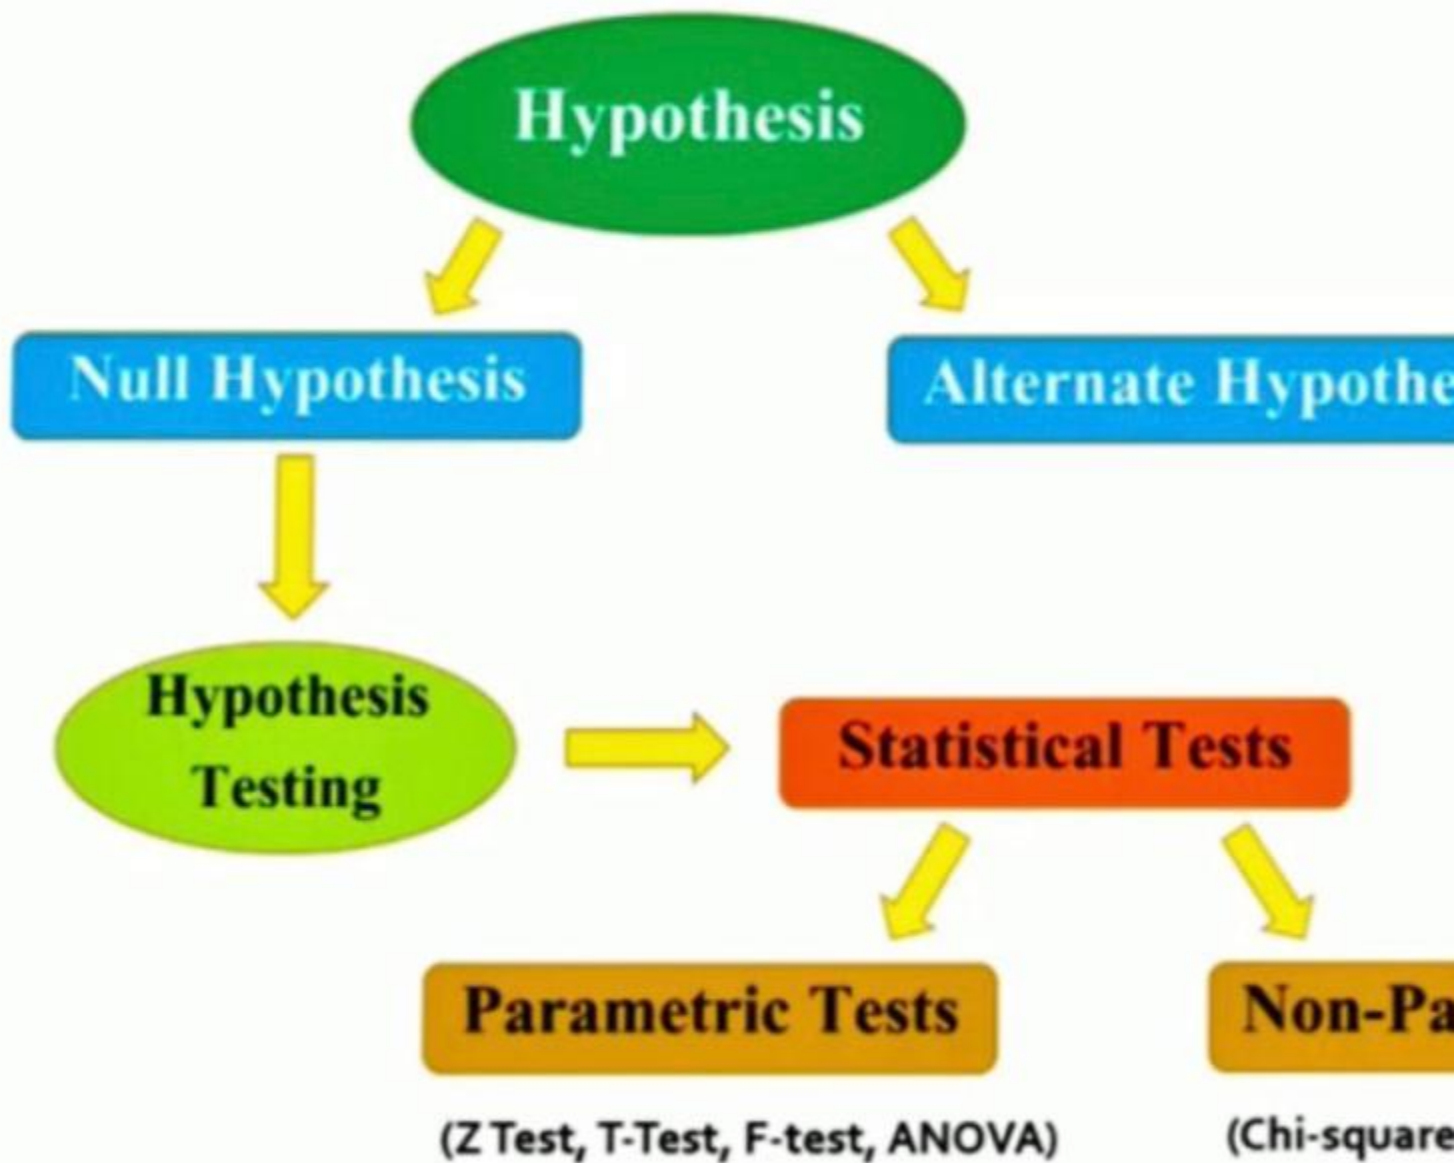 Hypothesis
Null Hypothesis
Alternate Hypothe
Hypothesis
Testing
Statistical Tests
Parametric Tests
Non-Pa
(Z Test, T-Test, F-test, ANOVA)
(Chi-square